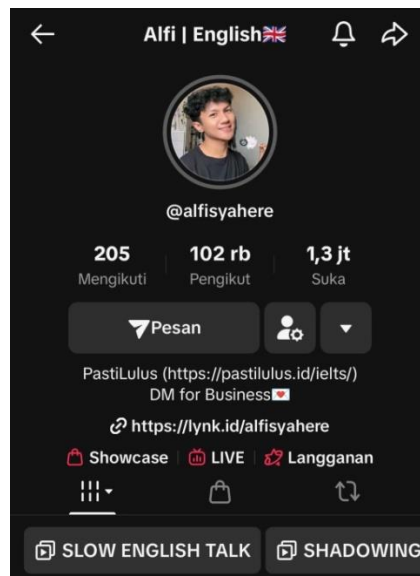 Alfi | English🇬🇧
@alfisyahere
205 102 rb 1,3 jt
Mengikuti Pengikut Suka
Pesan
PastiLulus (https://pastilulus.id/ielts/)
DM for Business💌
https://lynk.id/alfisyahere
Showcase LIVE Langganan
SLOW ENGLISH TALK SHADOWING